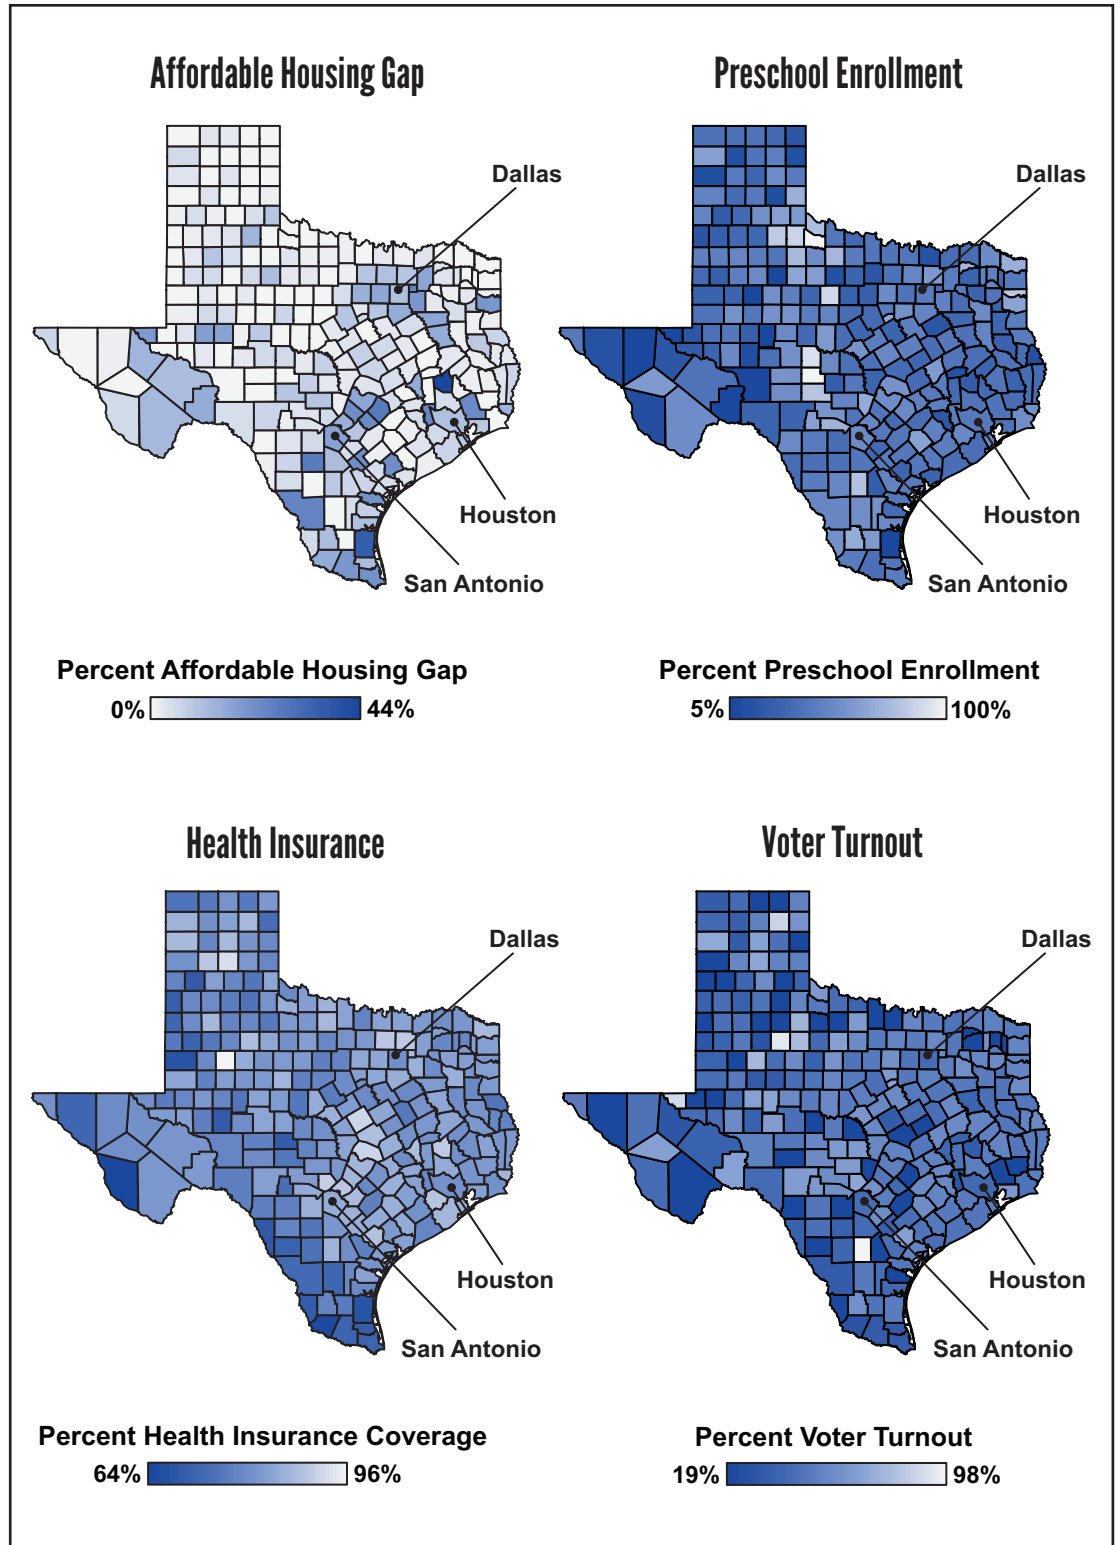 Affordable Housing Gap
Preschool Enrollment
Dallas
Dallas
Houston
Houston
San Antonio
San Antonio
Percent Affordable Housing Gap
Percent Preschool Enrollment
0%
44%
5%
100%
Health Insurance
Voter Turnout
Dallas
Dallas
Houston
Houston
San Antonio
San Antonio
Percent Health Insurance Coverage
Percent Voter Turnout
64%
96%
19%
98%